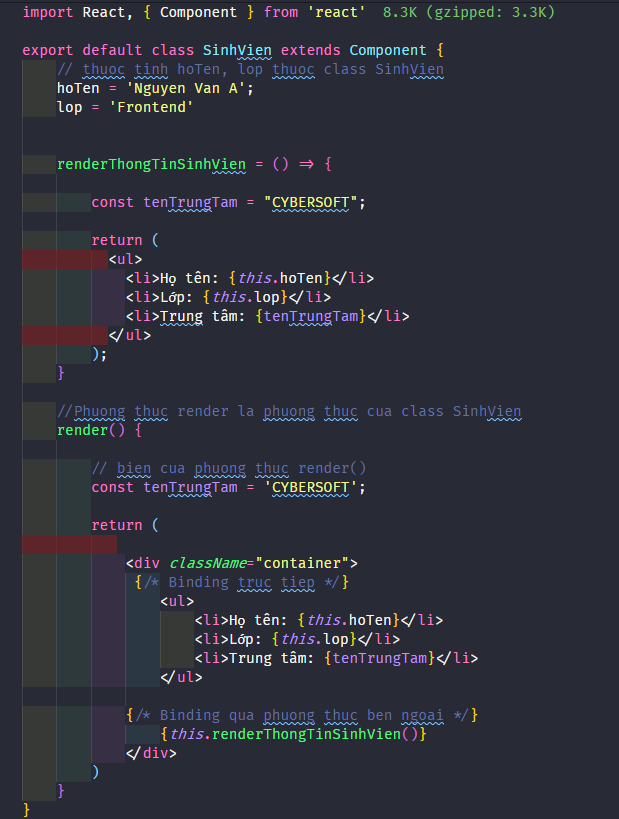 import React, { Component } from 'react' 8.3K (gzipped: 3.3K)
export default class SinhVien extends Component {
// thuoc tinh hoTen, lop thuoc class SinhVien
hoTen = 'Nguyen Van A';
lop = 'Frontend'
renderThongTinSinhVien = () => {
const tenTrungTam = "CYBERSOFT";
return (
<ul>
<li>Họ tên: {this.hoTen}</li>
<li>Lớp: {this.lop}</li>
<li>Trung tâm: {tenTrungTam}</li>
</ul>
);
}
//Phuong thuc render la phuong thuc cua class SinhVien
render() {
// bien cua phuong thuc render()
const tenTrungTam = 'CYBERSOFT';
return (
<div className="container">
{/* Binding truc tiep */}
<ul>
<li>Họ tên: {this.hoTen}</li>
<li>Lớp: {this.lop}</li>
<li>Trung tâm: {tenTrungTam}</li>
</ul>
{/* Binding qua phuong thuc ben ngoai */}
{this.renderThongTinSinhVien()}
</div>
)
}
}